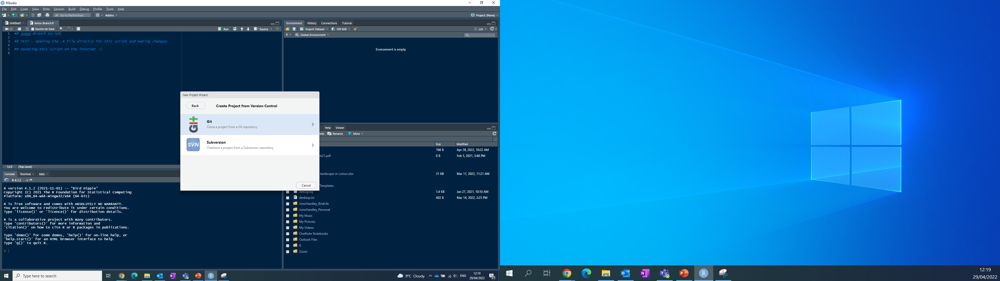 RStudio
File Edit Code View Plots Session Build Debug Profile Tools Help
Go to file/function Addins Project: (None)
Untitled1 Jonos-Branch.R
Source on Save Run Source
1 ## Jonos-Branch Script
2
3 ## TEST - opening the .R file directly for this script and making changes.
4
5 ## Updating this script on the internet :)
6
1:23 (Top Level)
Console Terminal Jobs
R 4.1.2 · ~/
R version 4.1.2 (2021-11-01) -- "Bird Hippie"
Copyright (C) 2021 The R Foundation for Statistical Computing
Platform: x86_64-w64-mingw32/x64 (64-bit)
R is free software and comes with ABSOLUTELY NO WARRANTY.
You are welcome to redistribute it under certain conditions.
Type 'license()' or 'licence()' for distribution details.
R is a collaborative project with many contributors.
Type 'contributors()' for more information and
'citation()' on how to cite R or R packages in publications.
Type 'demo()' for some demos, 'help()' for on-line help, or
'help.start()' for an HTML browser interface to help.
Type 'q()' to quit R.
>
Environment History Connections Tutorial
Import Dataset 109 MiB List
R Global Environment
Environment is empty
New Project Wizard
Back Create Project from Version Control
Git
Clone a project from a Git repository
SVN Subversion
Checkout a project from a Subversion repository
Cancel
Help Viewer
lete Rename More
Size Modified
766 B Apr 28, 2022, 10:22 AM
eb21.pdf 0 B Feb 5, 2021, 3:48 PM
-landscape-in-colour.xlsx 31 KB Mar 11, 2022, 11:21 AM
Templates
debug.log 1.4 KB Jan 27, 2021, 10:10 AM
desktop.ini 402 B Mar 14, 2022, 3:25 PM
JonoHandley_BirdLife
JonoHandley_Personal
My Music
My Pictures
My Videos
OneNote Notebooks
Outlook Files
R
Zoom
Type here to search
9°C Cloudy ENG 12:19
29/04/2022
21
12:19
29/04/2022